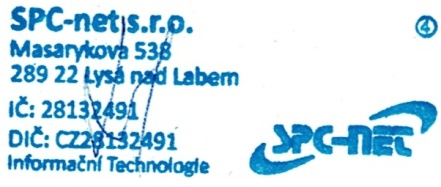 SPC-net s.r.o.
④
Masarykova 538
289 22 Lysá nad Labem
IČ: 28132491
DIČ: CZ28132491
Informační Technologie
SPC-NET